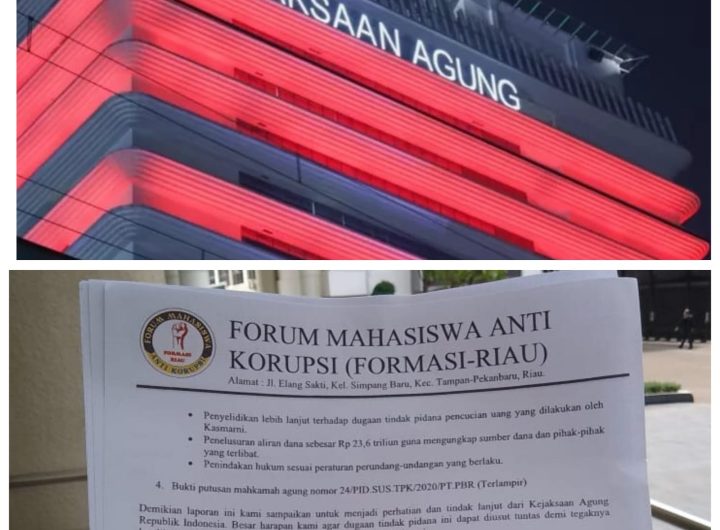 KSAAN AGUNG
FORUM MAHASISWA
ANTI KORUPSI
FORMASI
RIAU
FORUM MAHASISWA ANTI
KORUPSI (FORMASI-RIAU)
Alamat : Jl. Elang Sakti, Kel. Simpang Baru, Kec. Tampan-Pekanbaru, Riau.
• Penyelidikan lebih lanjut terhadap dugaan tindak pidana pencucian uang yang dilakukan oleh
Kasmarni.
• Penelusuran aliran dana sebesar Rp 23,6 triliun guna mengungkap sumber dana dan pihak-pihak
yang terlibat.
• Penindakan hukum sesuai peraturan perundang-undangan yang berlaku.
4. Bukti putusan mahkamah agung nomor 24/PID SUS.TPK/2020/PT.PBR (Terlampir)
Demikian laporan ini kami sampaikan untuk menjadi perhatian dan tindak lanjut dari Kejaksaan Agung
Republik Indonesia. Besar harapan kami agar dugaan tindak pidana ini dapat diusut tuntas demi tegaknya